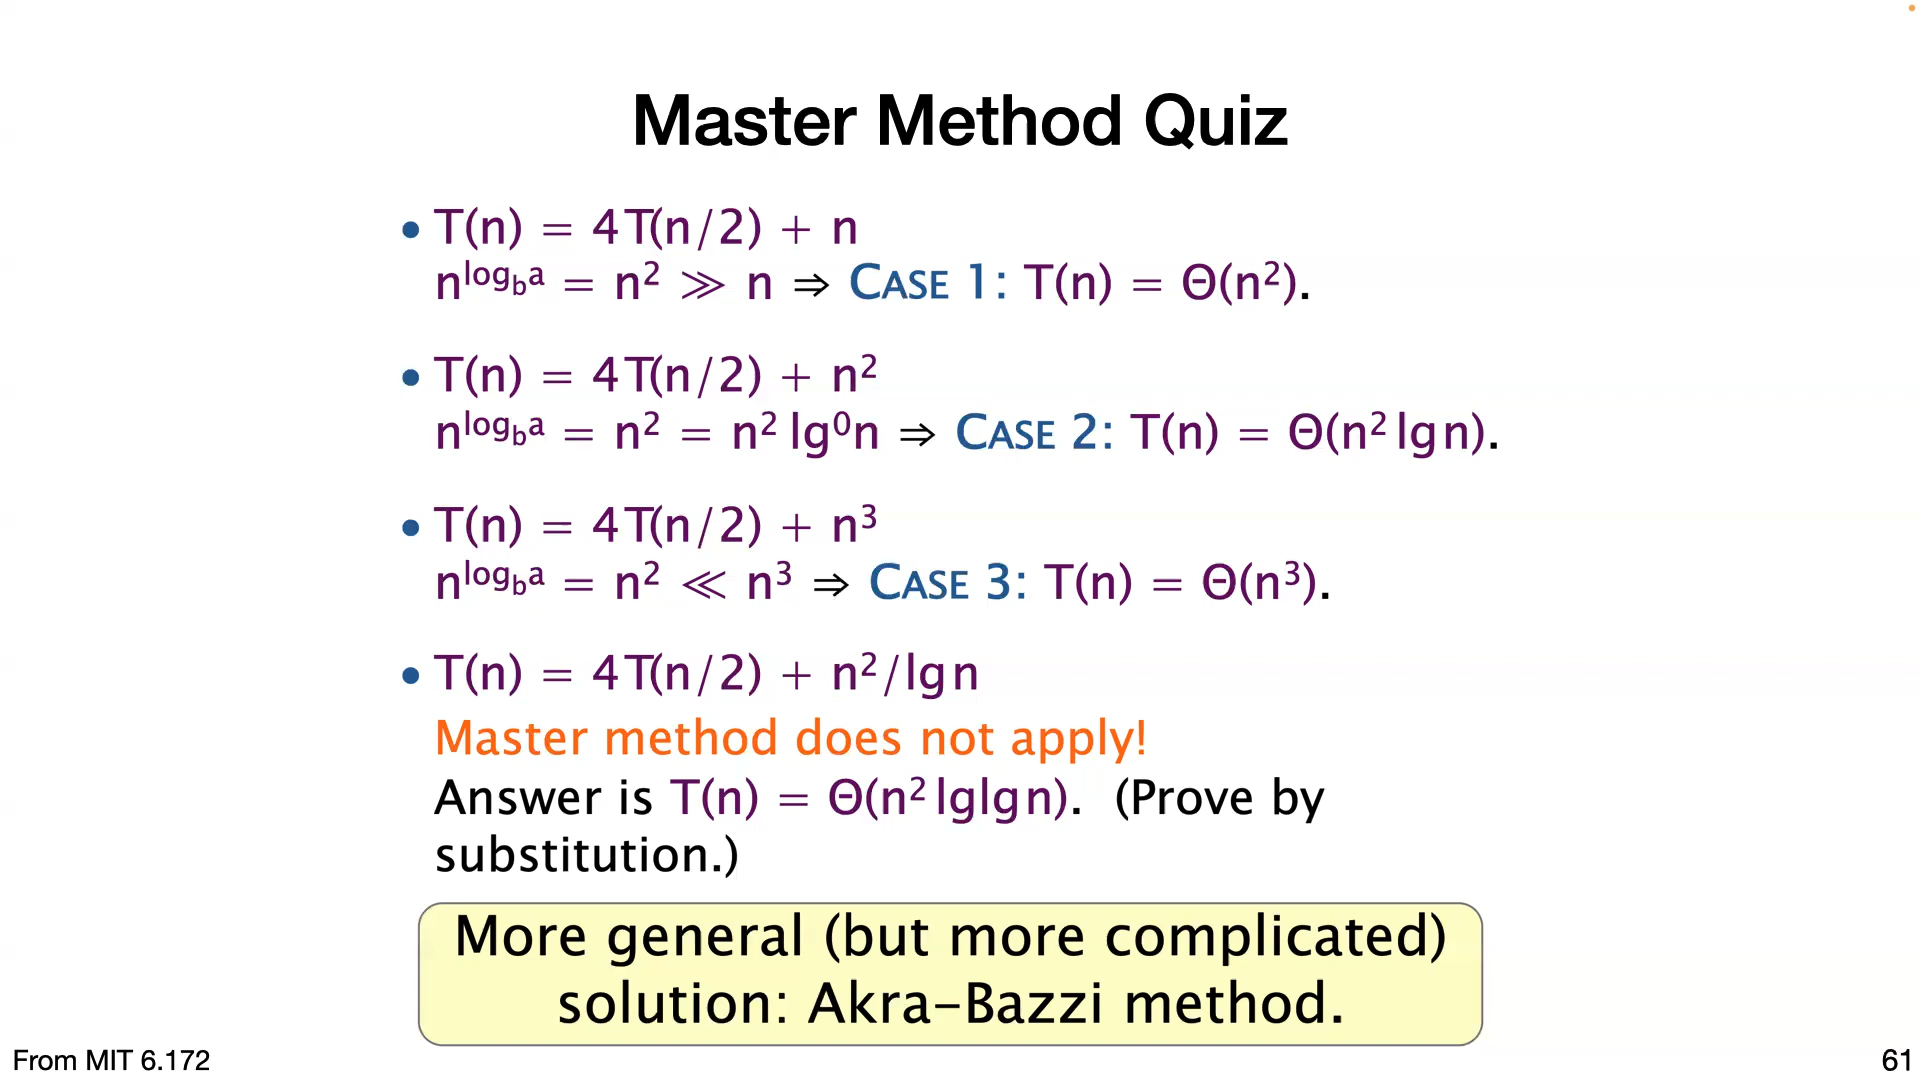 Master Method Quiz
• T(n) = 4T(n/2) + n
n^{log_b a} = n² ≫ n ⇒ CASE 1: T(n) = Θ(n²).
• T(n) = 4T(n/2) + n²
n^{log_b a} = n² = n² lg⁰n ⇒ CASE 2: T(n) = Θ(n² lg n).
• T(n) = 4T(n/2) + n³
n^{log_b a} = n² ≪ n³ ⇒ CASE 3: T(n) = Θ(n³).
• T(n) = 4T(n/2) + n²/lg n
Master method does not apply!
Answer is T(n) = Θ(n² lglg n). (Prove by
substitution.)
More general (but more complicated)
solution: Akra–Bazzi method.
From MIT 6.172
61